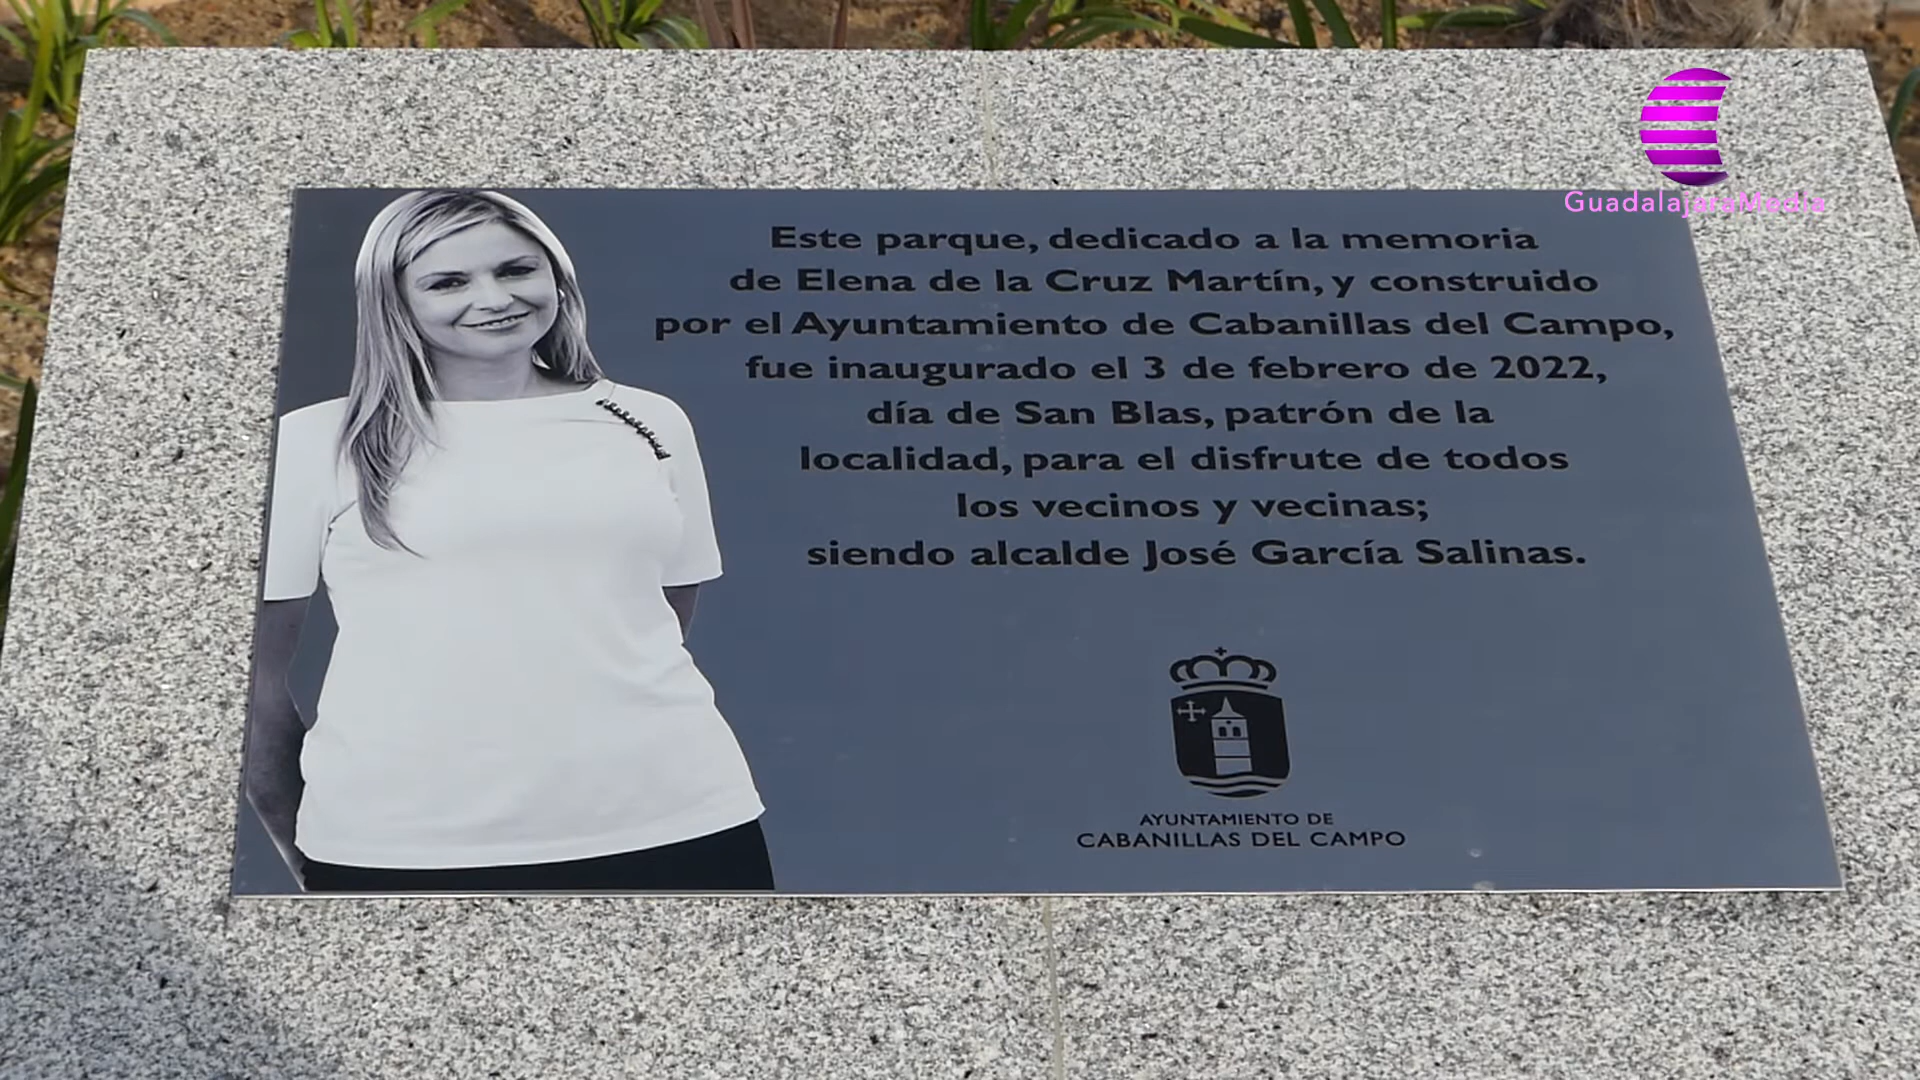 GuadalajaraMedia
Este parque, dedicado a la memoria
de Elena de la Cruz Martín, y construido
por el Ayuntamiento de Cabanillas del Campo,
fue inaugurado el 3 de febrero de 2022,
día de San Blas, patrón de la
localidad, para el disfrute de todos
los vecinos y vecinas;
siendo alcalde José García Salinas.
AYUNTAMIENTO DE
CABANILLAS DEL CAMPO